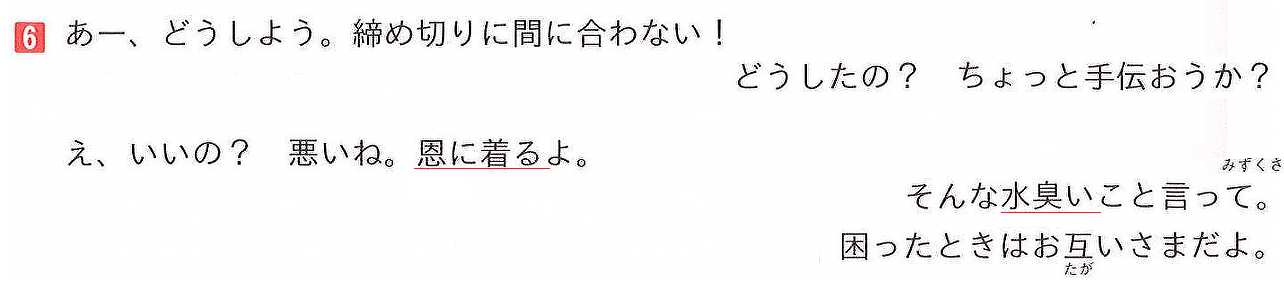 6 あー、どうしよう。締め切りに間に合わない！
どうしたの？　ちょっと手伝おうか？
え、いいの？　悪いね。恩に着るよ。
みずくさ
そんな水臭いこと言って。
困ったときはお互いさまだよ。
たが